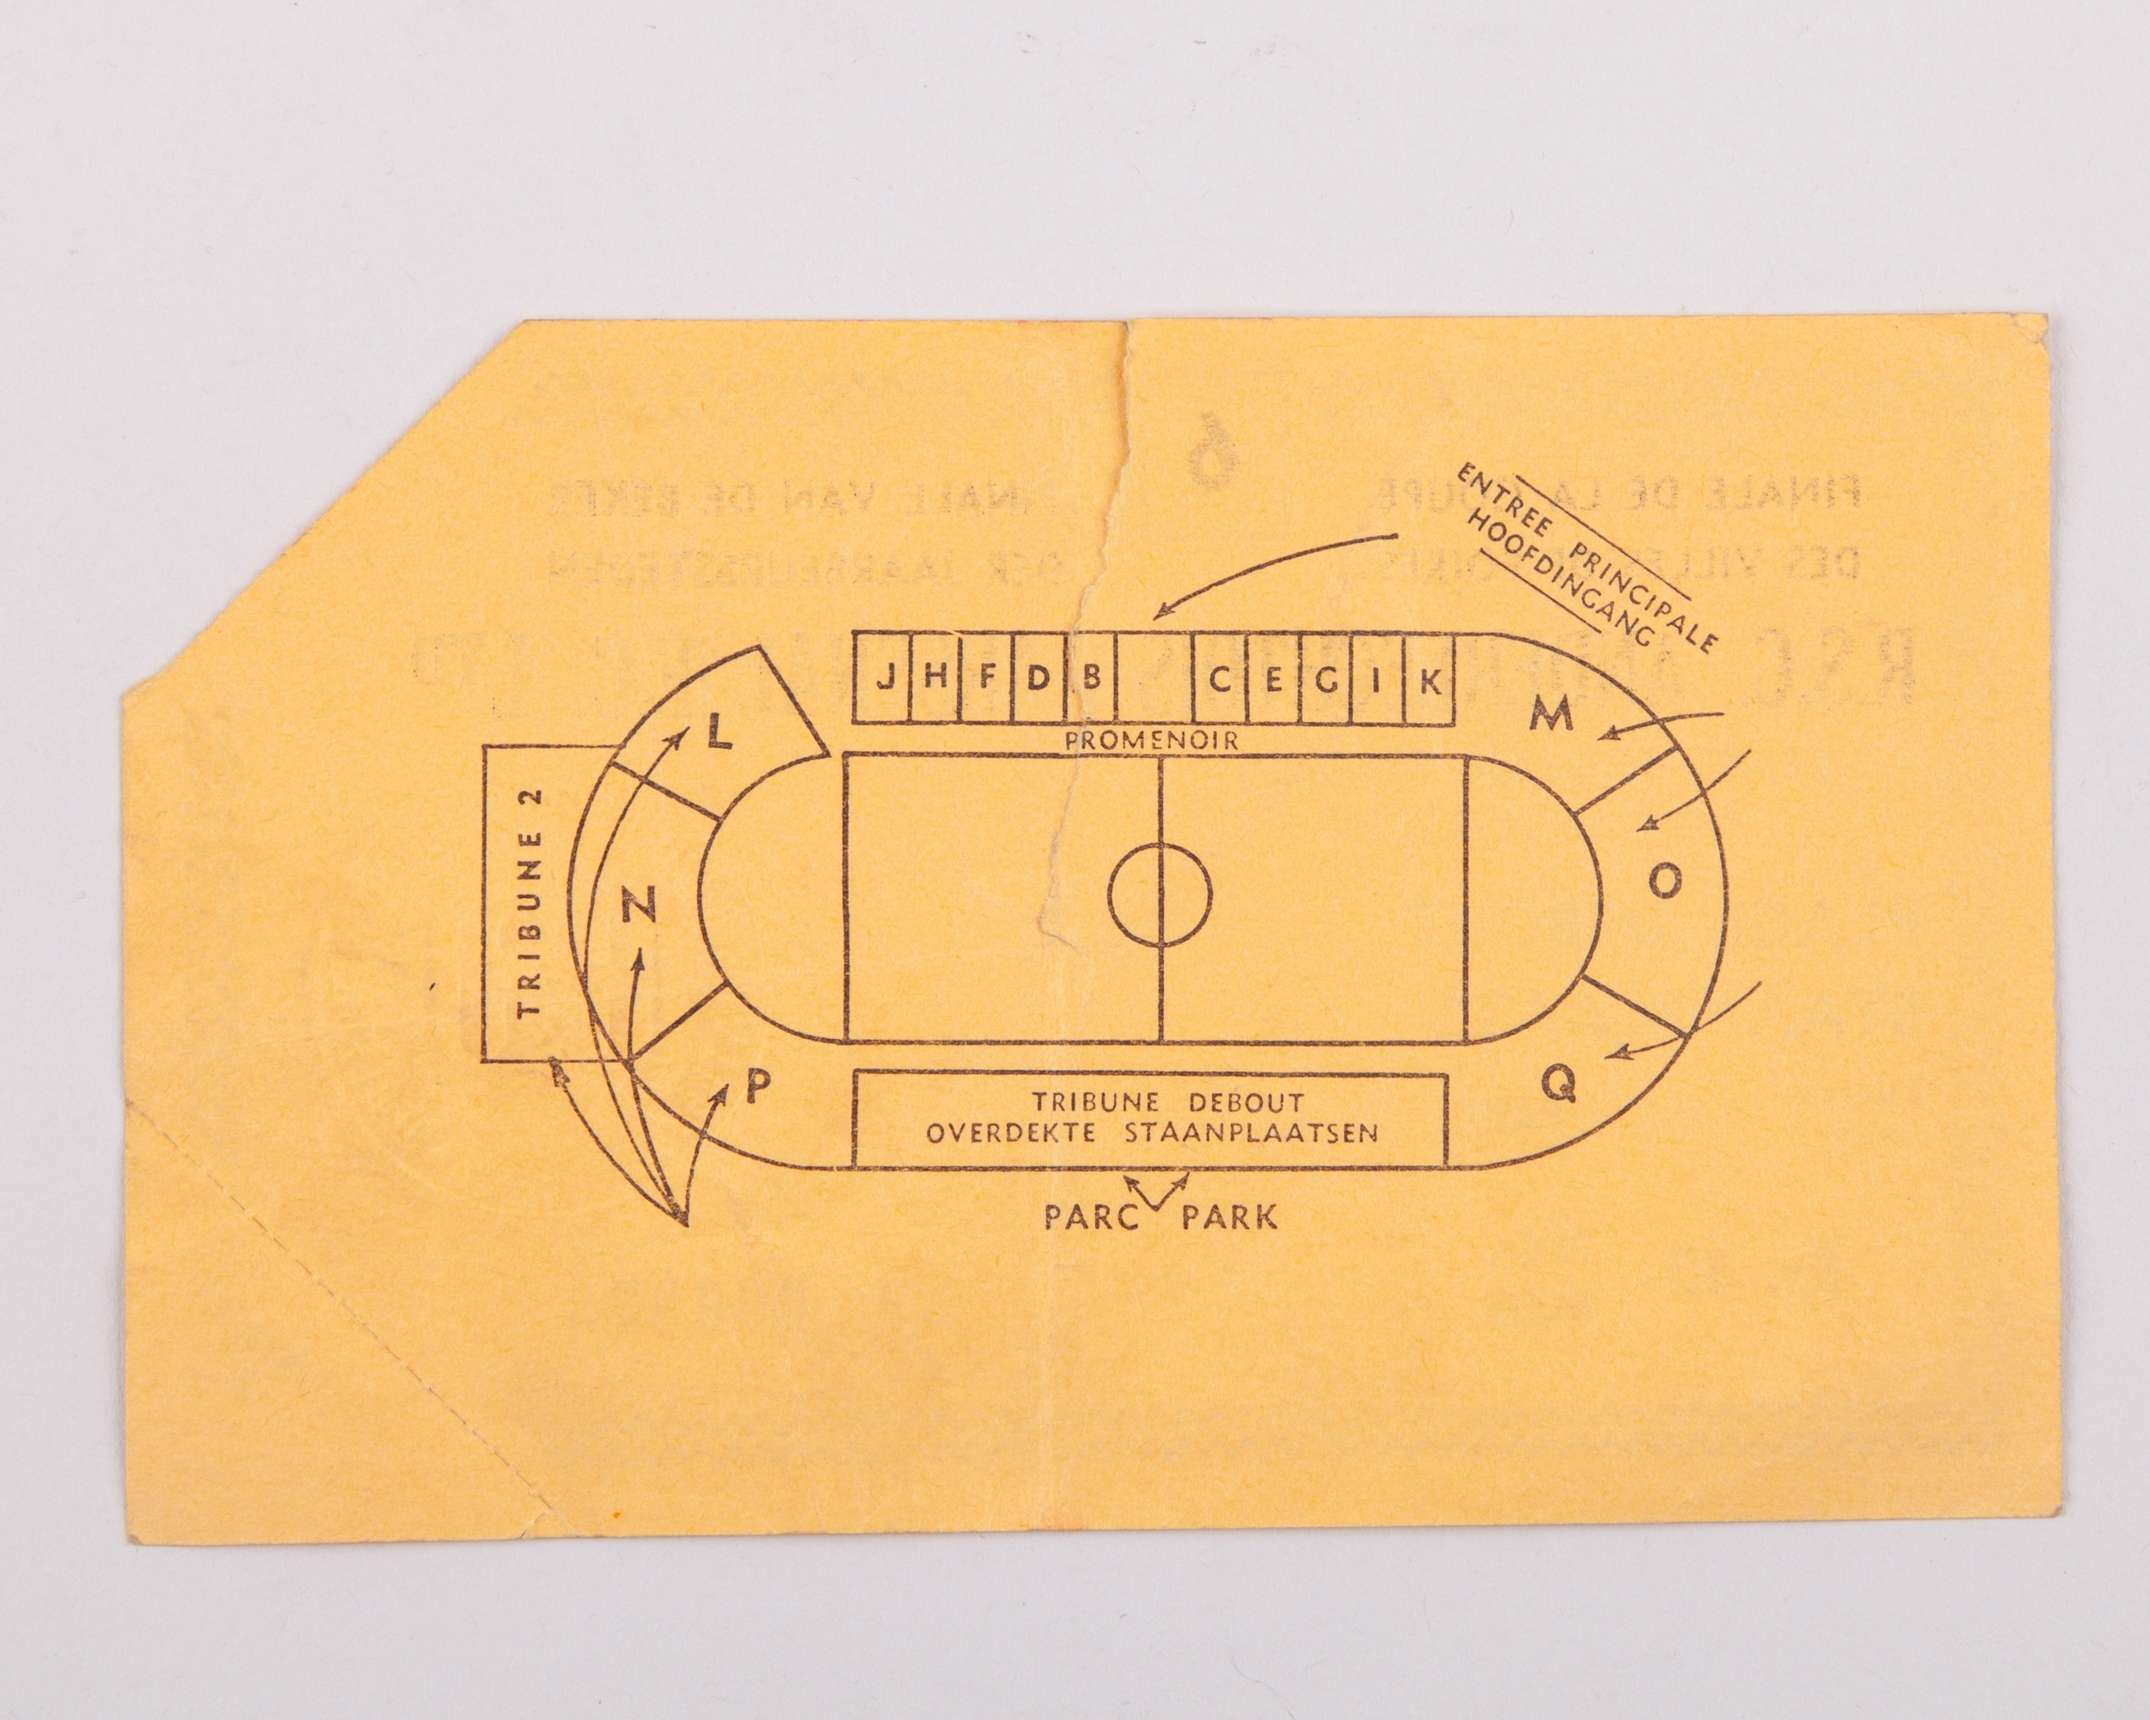 ENTREE PRINCIPALE
HOOFDINGANG
J H F D B C E G I K
PROMENOIR
L
M
TRIBUNE 2
N
O
P
Q
TRIBUNE DEBOUT
OVERDEKTE STAANPLAATSEN
PARC PARK